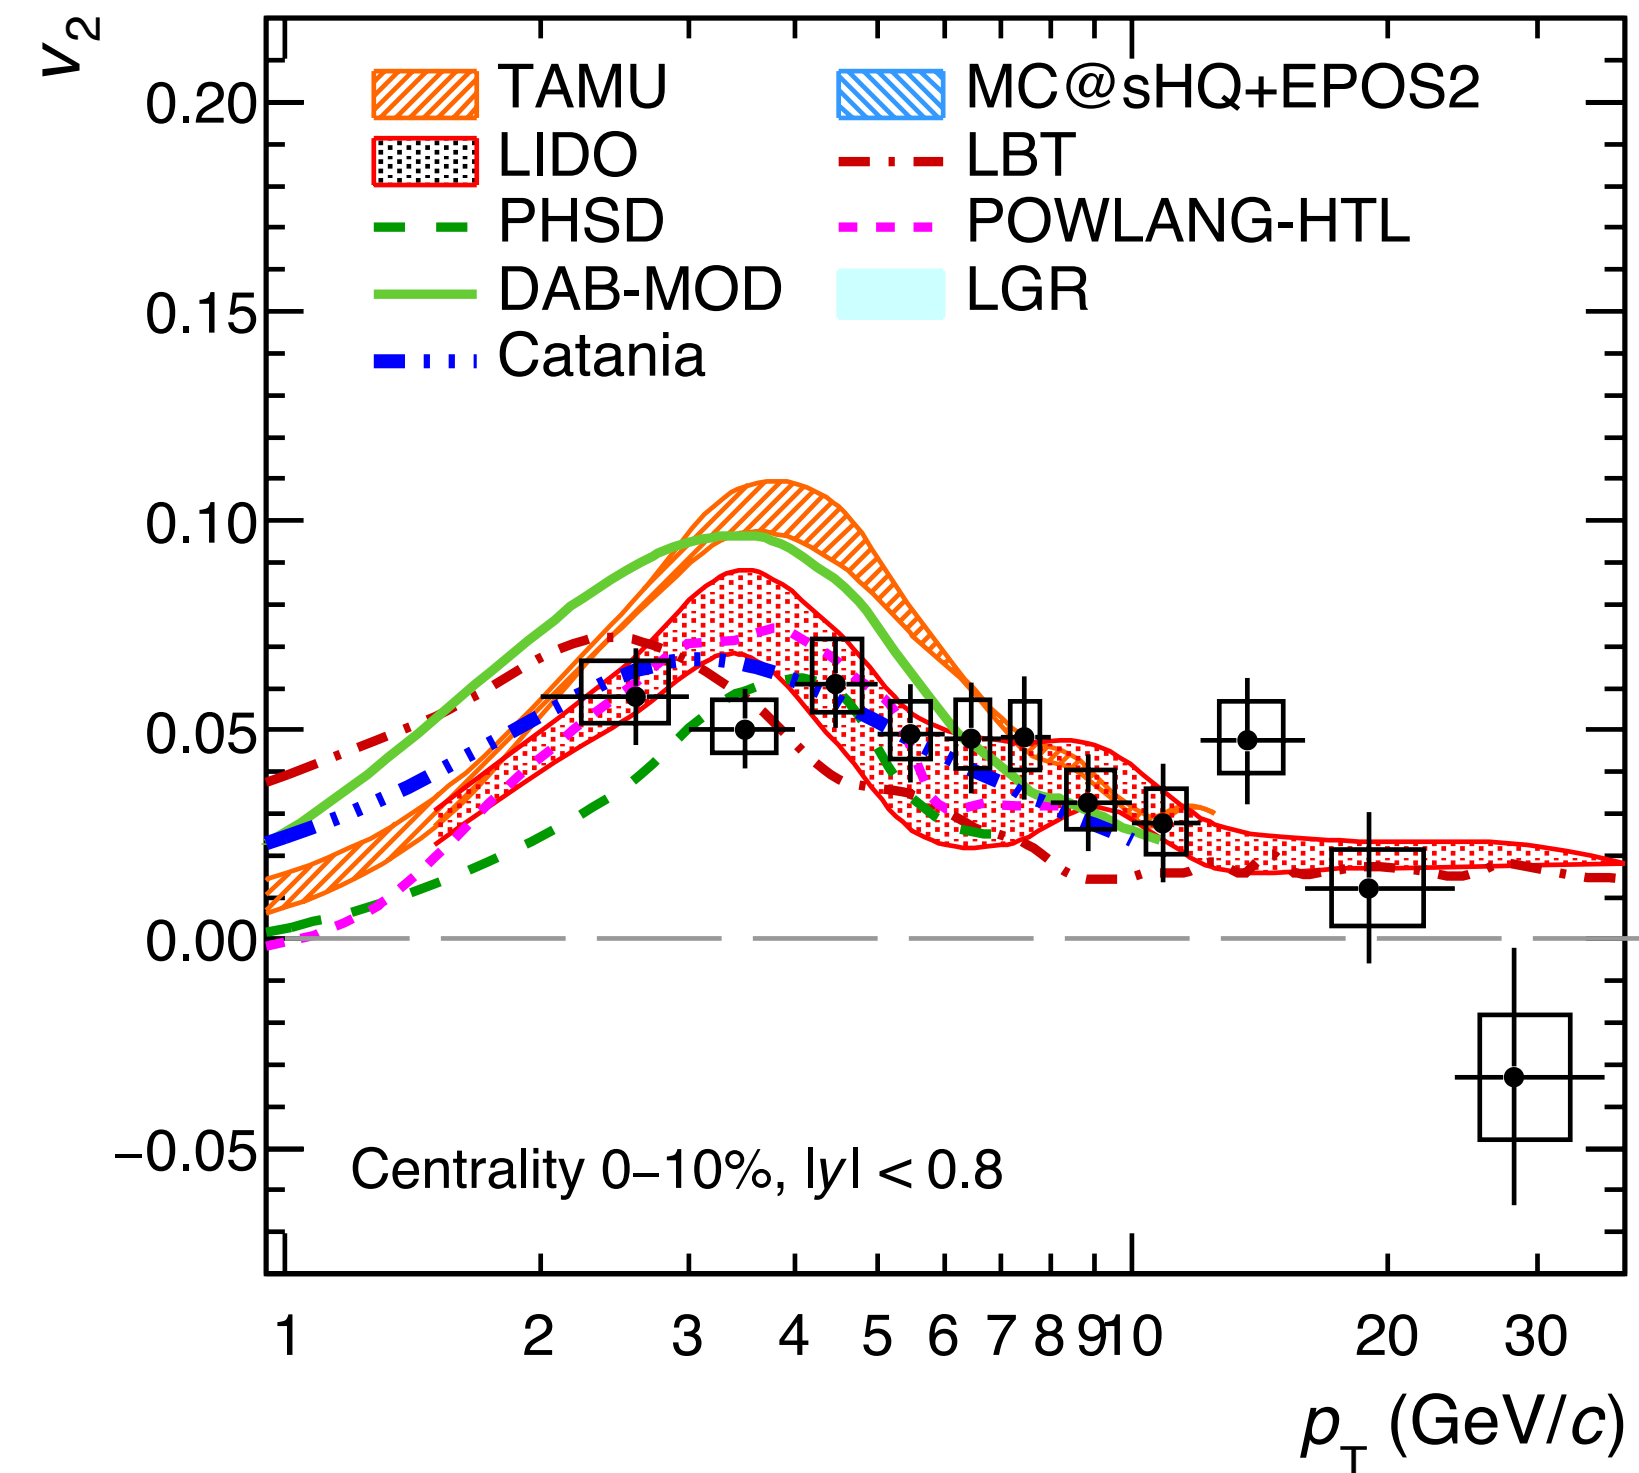 v2
0.20
0.15
0.10
0.05
0.00
−0.05
TAMU
LIDO
PHSD
DAB-MOD
Catania
MC@sHQ+EPOS2
LBT
POWLANG-HTL
LGR
Centrality 0–10%, |y| < 0.8
1 2 3 4 5 6 7 8 9 10 20 30
pT (GeV/c)